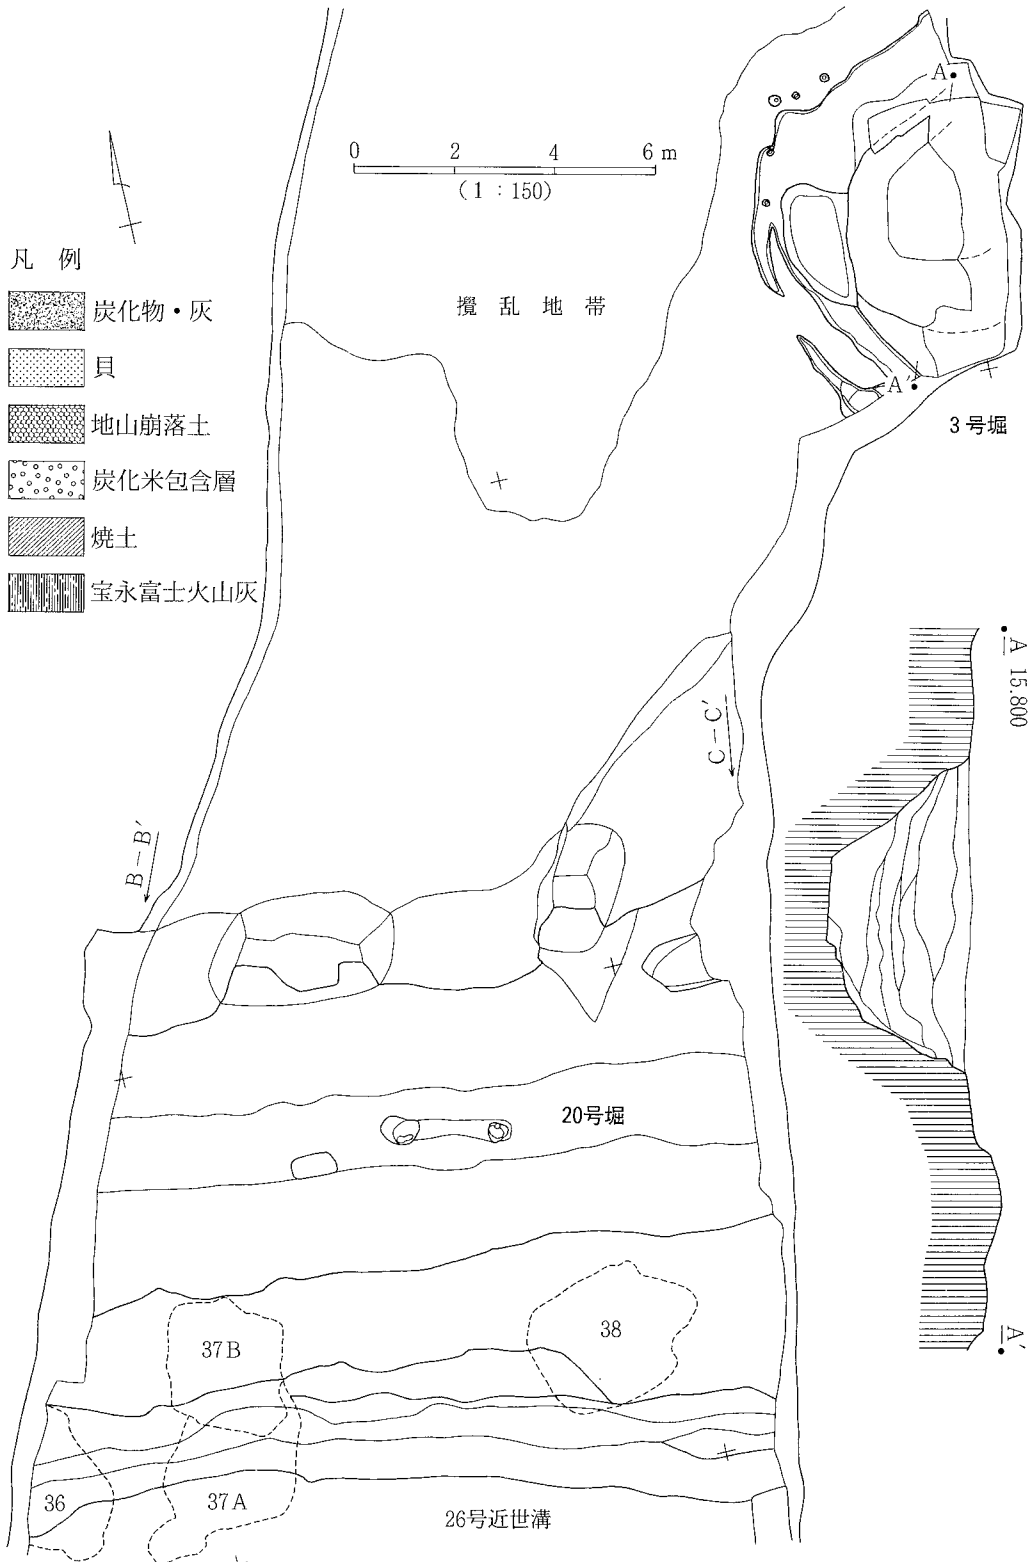 A
0 2 4 6 m
(1：150)
凡 例
炭化物・灰
貝
地山崩落土
炭化米包含層
焼土
宝永富士火山灰
攪 乱 地 帯
A′
3号堀
A 15.800
C－C′
B－B′
20号堀
38
37B
A′
36
37A
26号近世溝